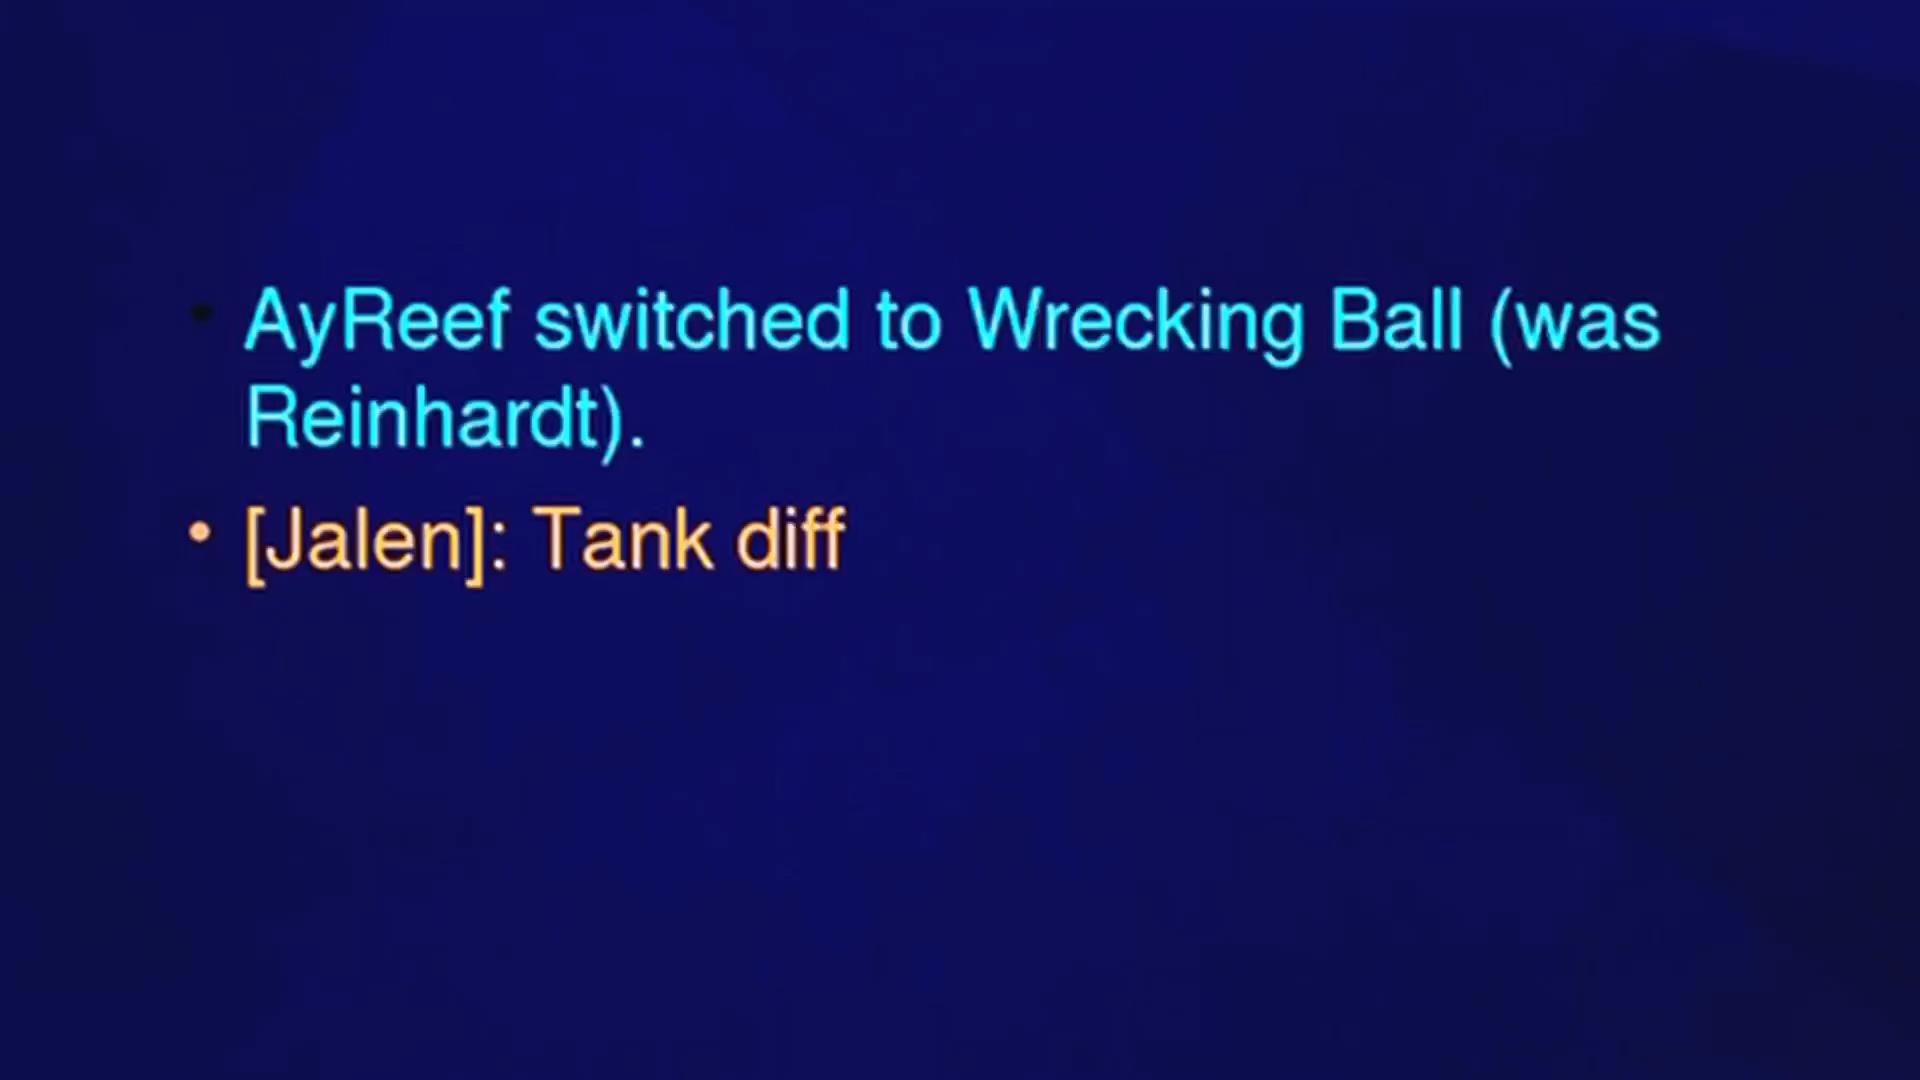 • AyReef switched to Wrecking Ball (was
Reinhardt).
• [Jalen]: Tank diff